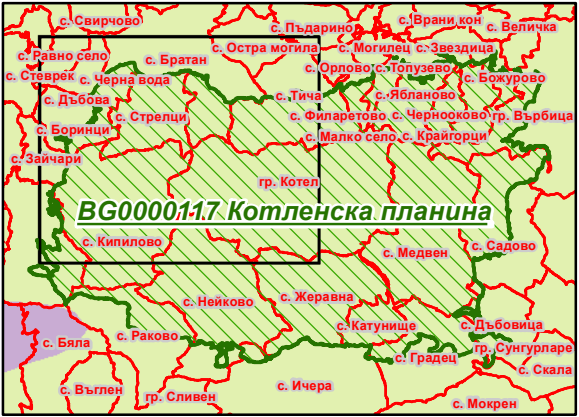 с. Свирчово
с. Пъдарино
с. Врани кон
с. Величка
с. Равно село
с. Братан
с. Остра могила
с. Могилец
с. Звездица
с. Стеврек
с. Черна вода
с. Орлово
с. Топузево
с. Божурово
с. Дъбова
с. Стрелци
с. Тича
с. Ябланово
с. Боринци
с. Филаретово
с. Чернооково
гр. Върбица
с. Малко село
с. Крайгорци
с. Зайчари
гр. Котел
BG0000117 Котленска планина
с. Кипилово
с. Медвен
с. Садово
с. Нейково
с. Жеравна
с. Раково
с. Катунище
с. Дъбовица
с. Бяла
с. Градец
гр. Сунгурларе
с. Скала
с. Въглен
гр. Сливен
с. Ичера
с. Мокрен